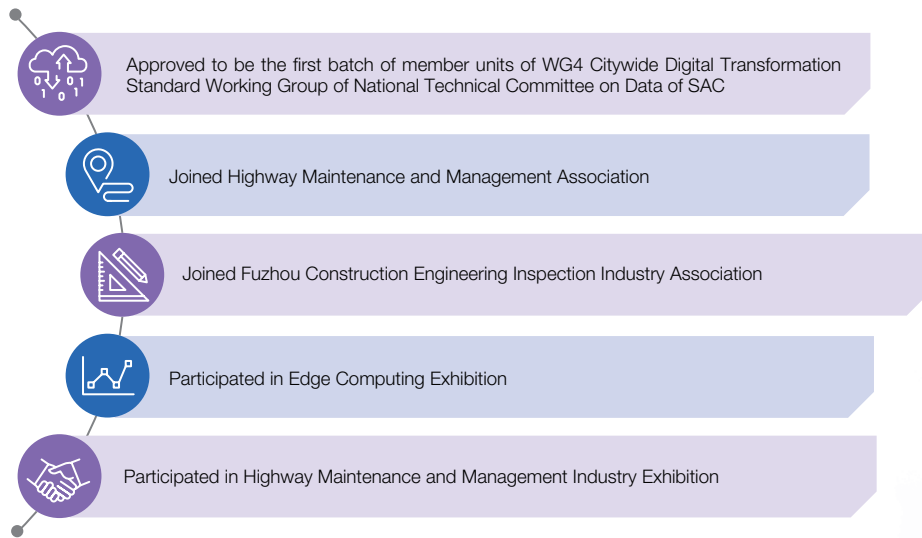 Approved to be the first batch of member units of WG4 Citywide Digital Transformation
Standard Working Group of National Technical Committee on Data of SAC
Joined Highway Maintenance and Management Association
Joined Fuzhou Construction Engineering Inspection Industry Association
Participated in Edge Computing Exhibition
Participated in Highway Maintenance and Management Industry Exhibition